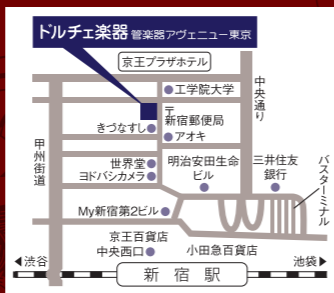 ドルチェ楽器 管楽器アヴェニュー東京
京王プラザホテル
工学院大学
中央通り
〒
新宿郵便局
きづなすし
アオキ
甲州街道
世界堂
ヨドバシカメラ
明治安田生命
ビル
三井住友
銀行
バスターミナル
My新宿第2ビル
京王百貨店
中央西口
小田急百貨店
渋谷
新宿駅
池袋